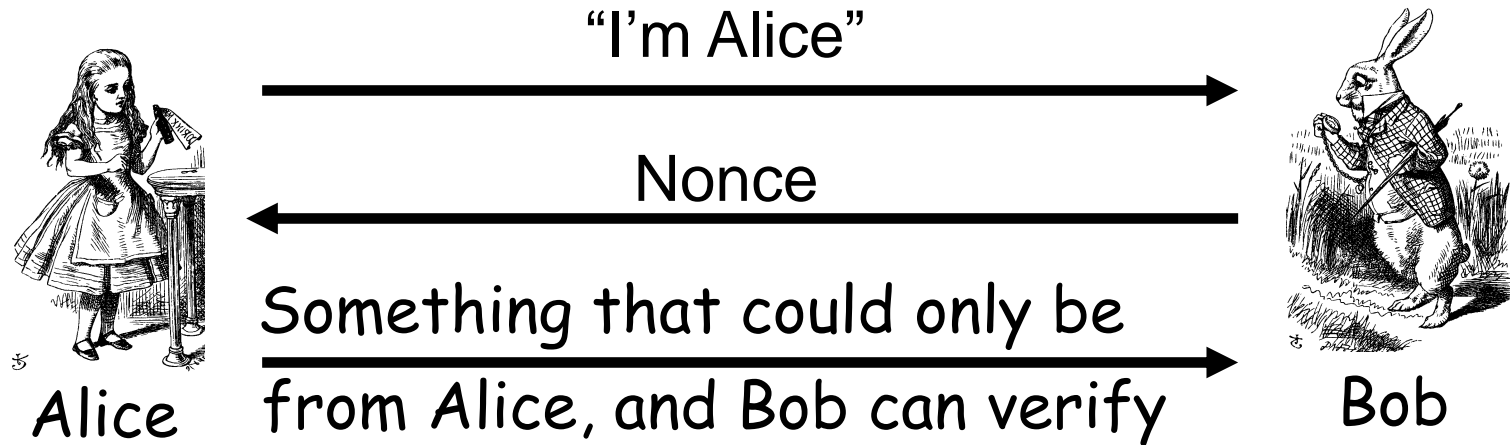 “I’m Alice”
Nonce
Something that could only be
from Alice, and Bob can verify
Alice
Bob